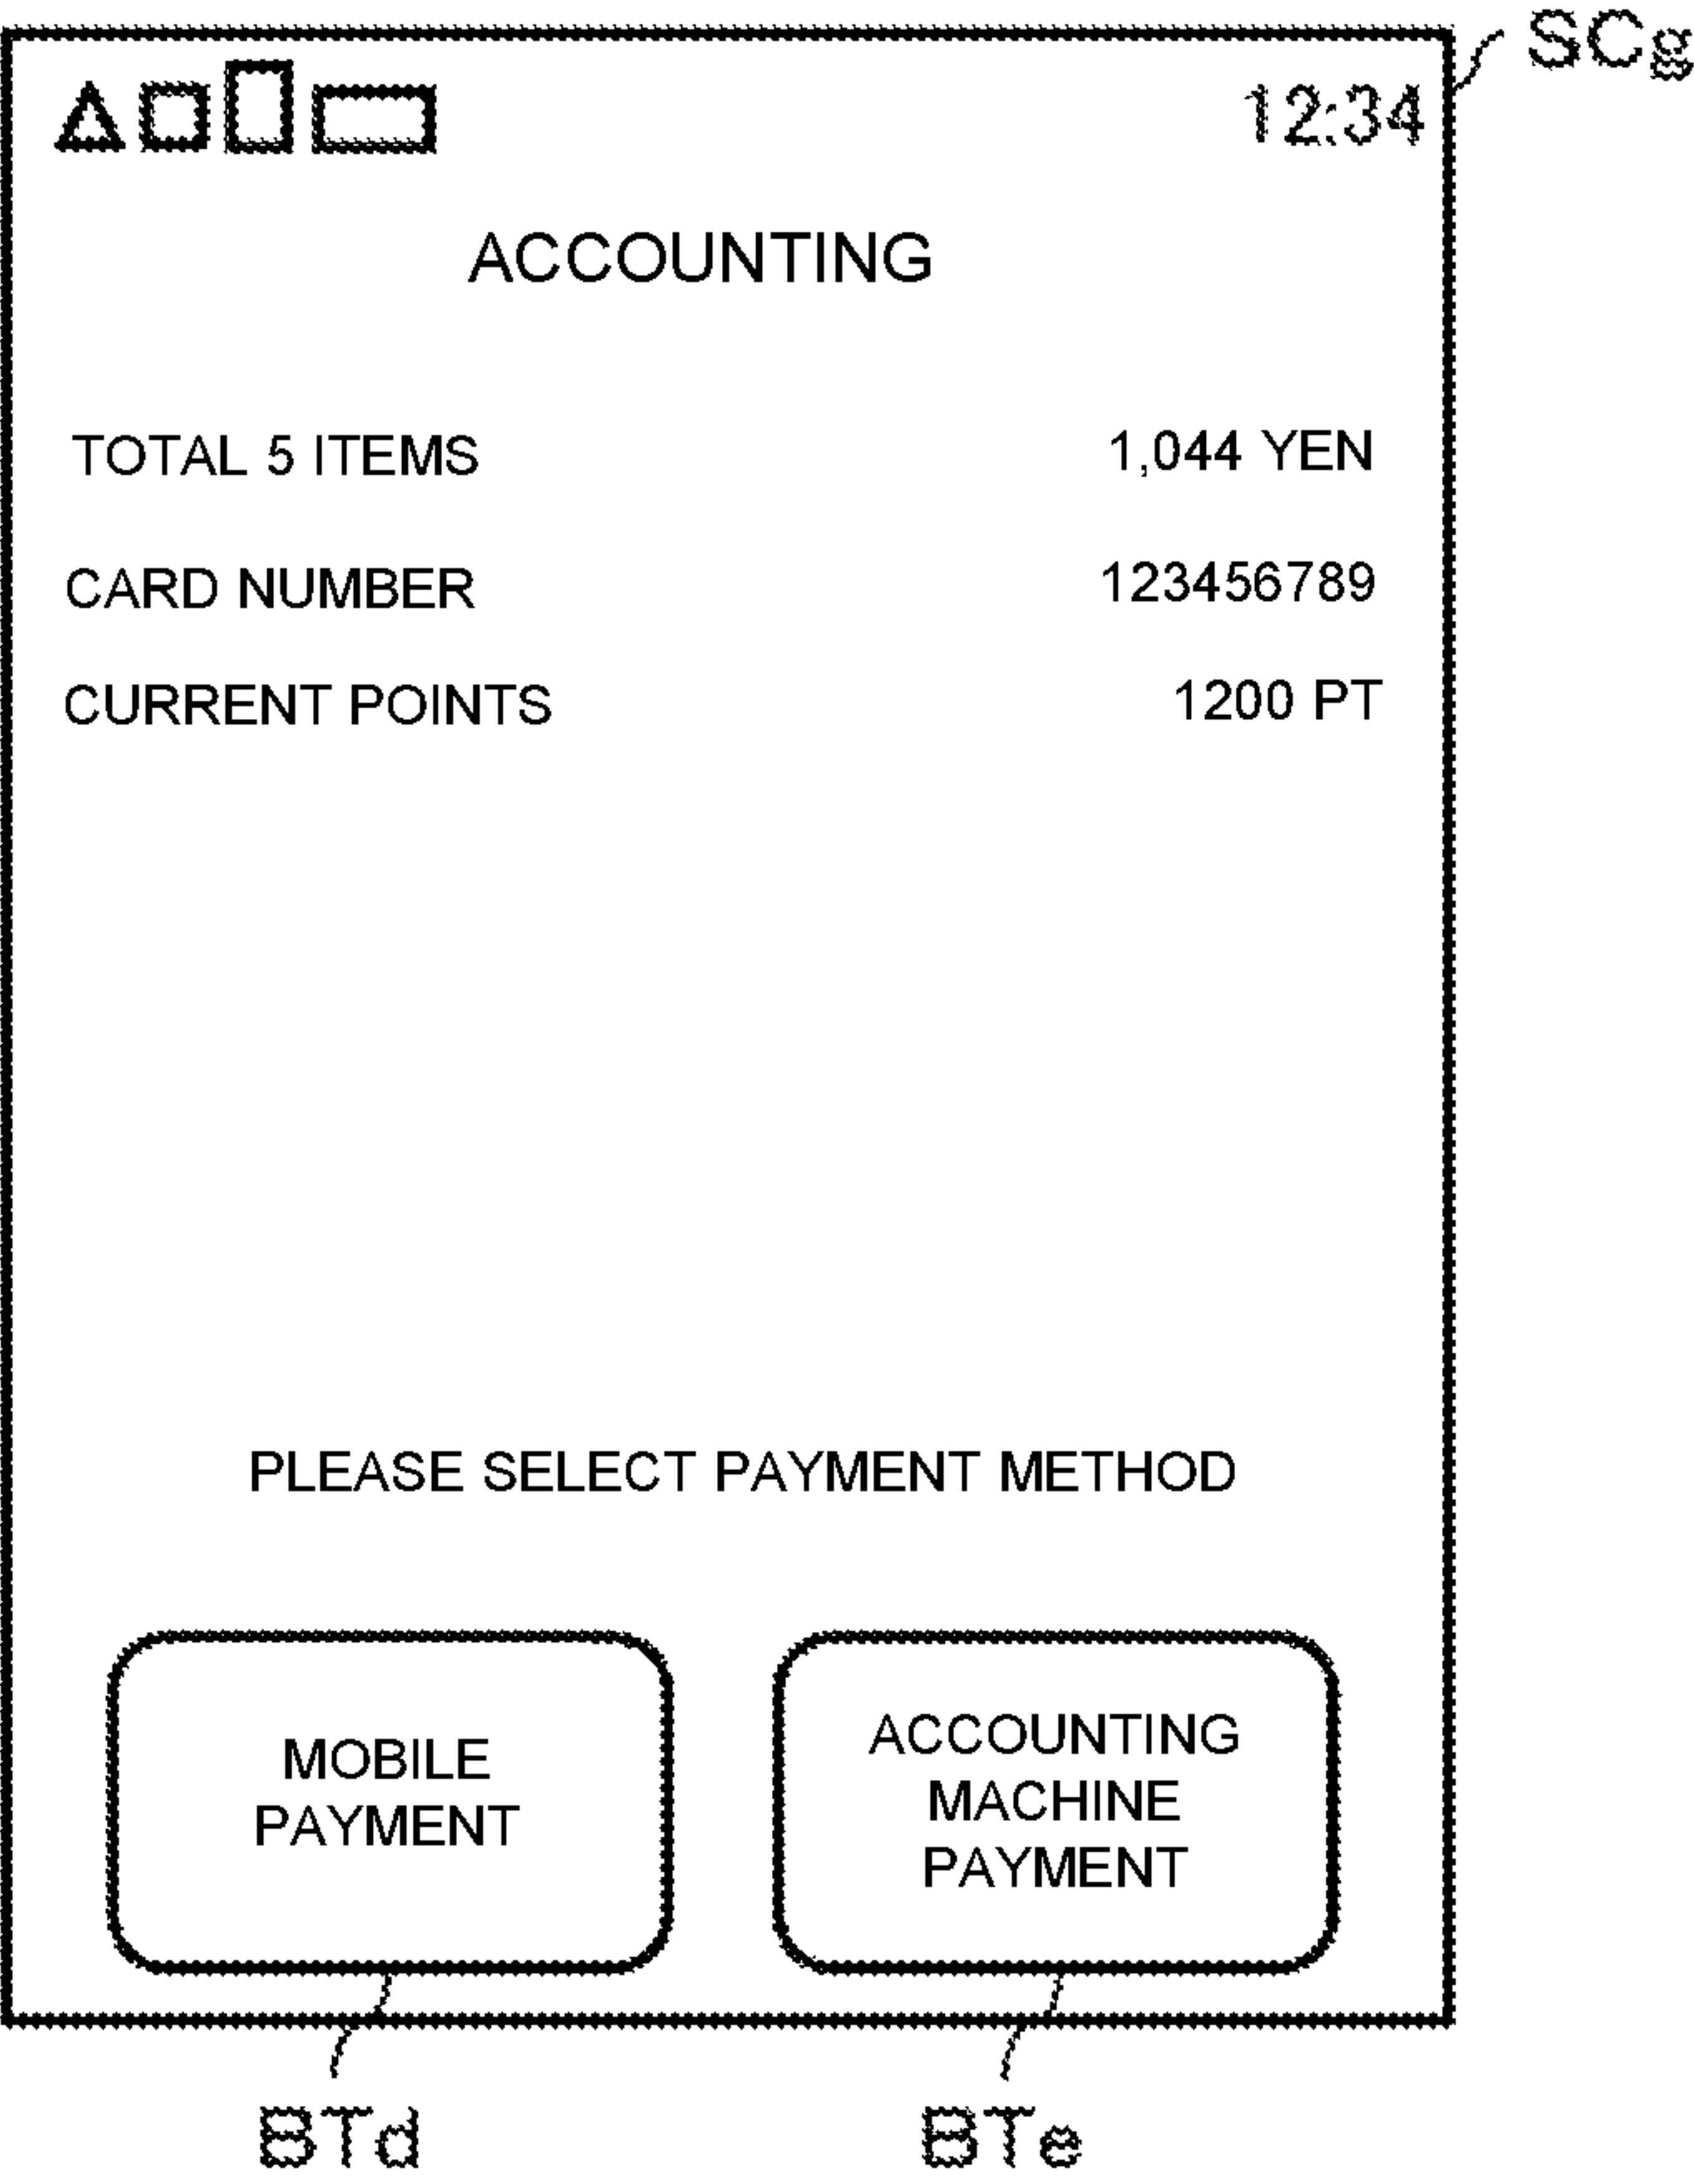 SCg
12:34
ACCOUNTING
TOTAL 5 ITEMS 1,044 YEN
CARD NUMBER 123456789
CURRENT POINTS 1200 PT
PLEASE SELECT PAYMENT METHOD
MOBILE
PAYMENT
ACCOUNTING
MACHINE
PAYMENT
BTd BTe